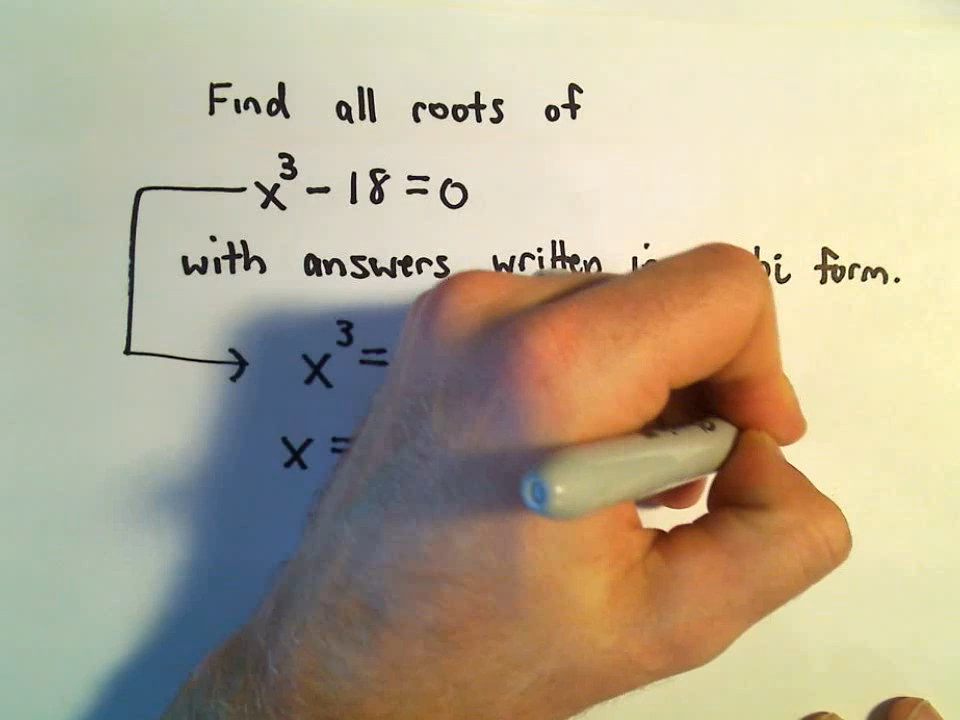 Find all roots of
x³ - 18 = 0
with answers written bi form.
x³ =
x =